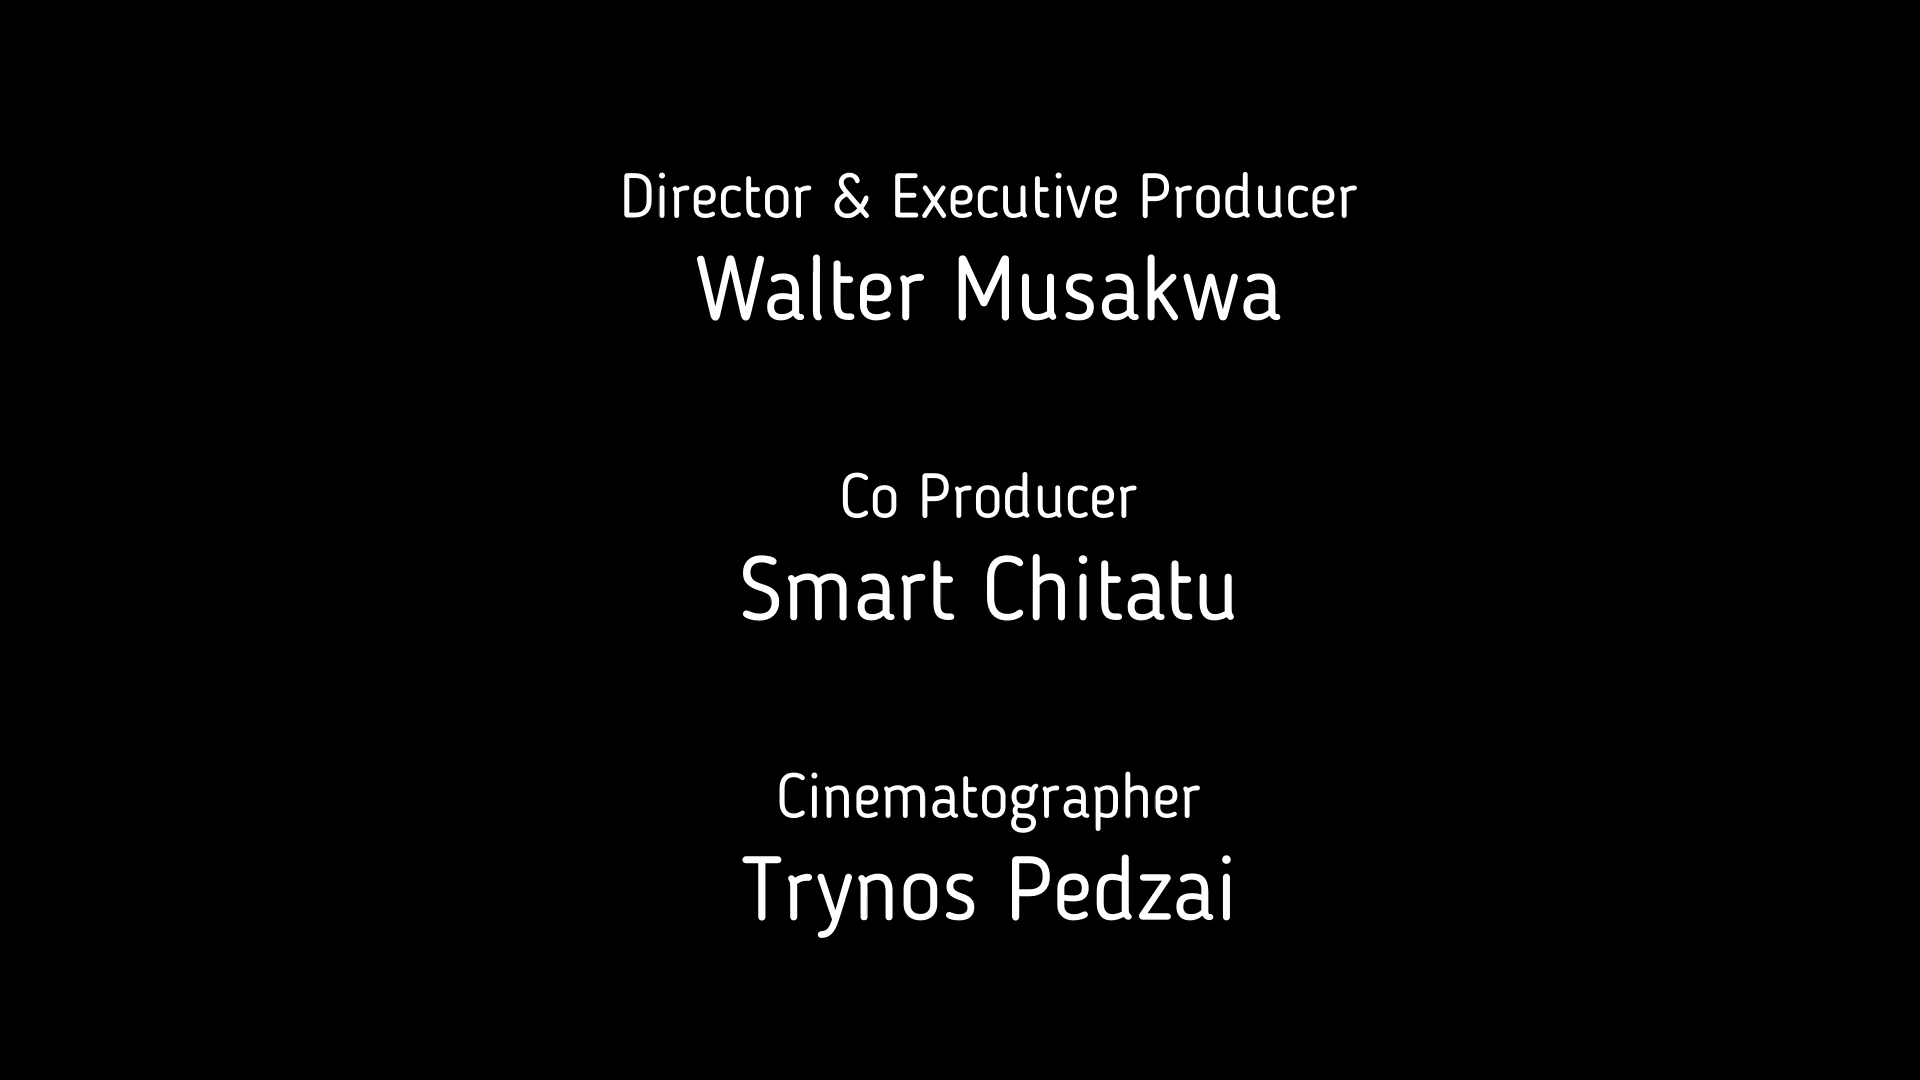 Director & Executive Producer
Walter Musakwa
Co Producer
Smart Chitatu
Cinematographer
Trynos Pedzai